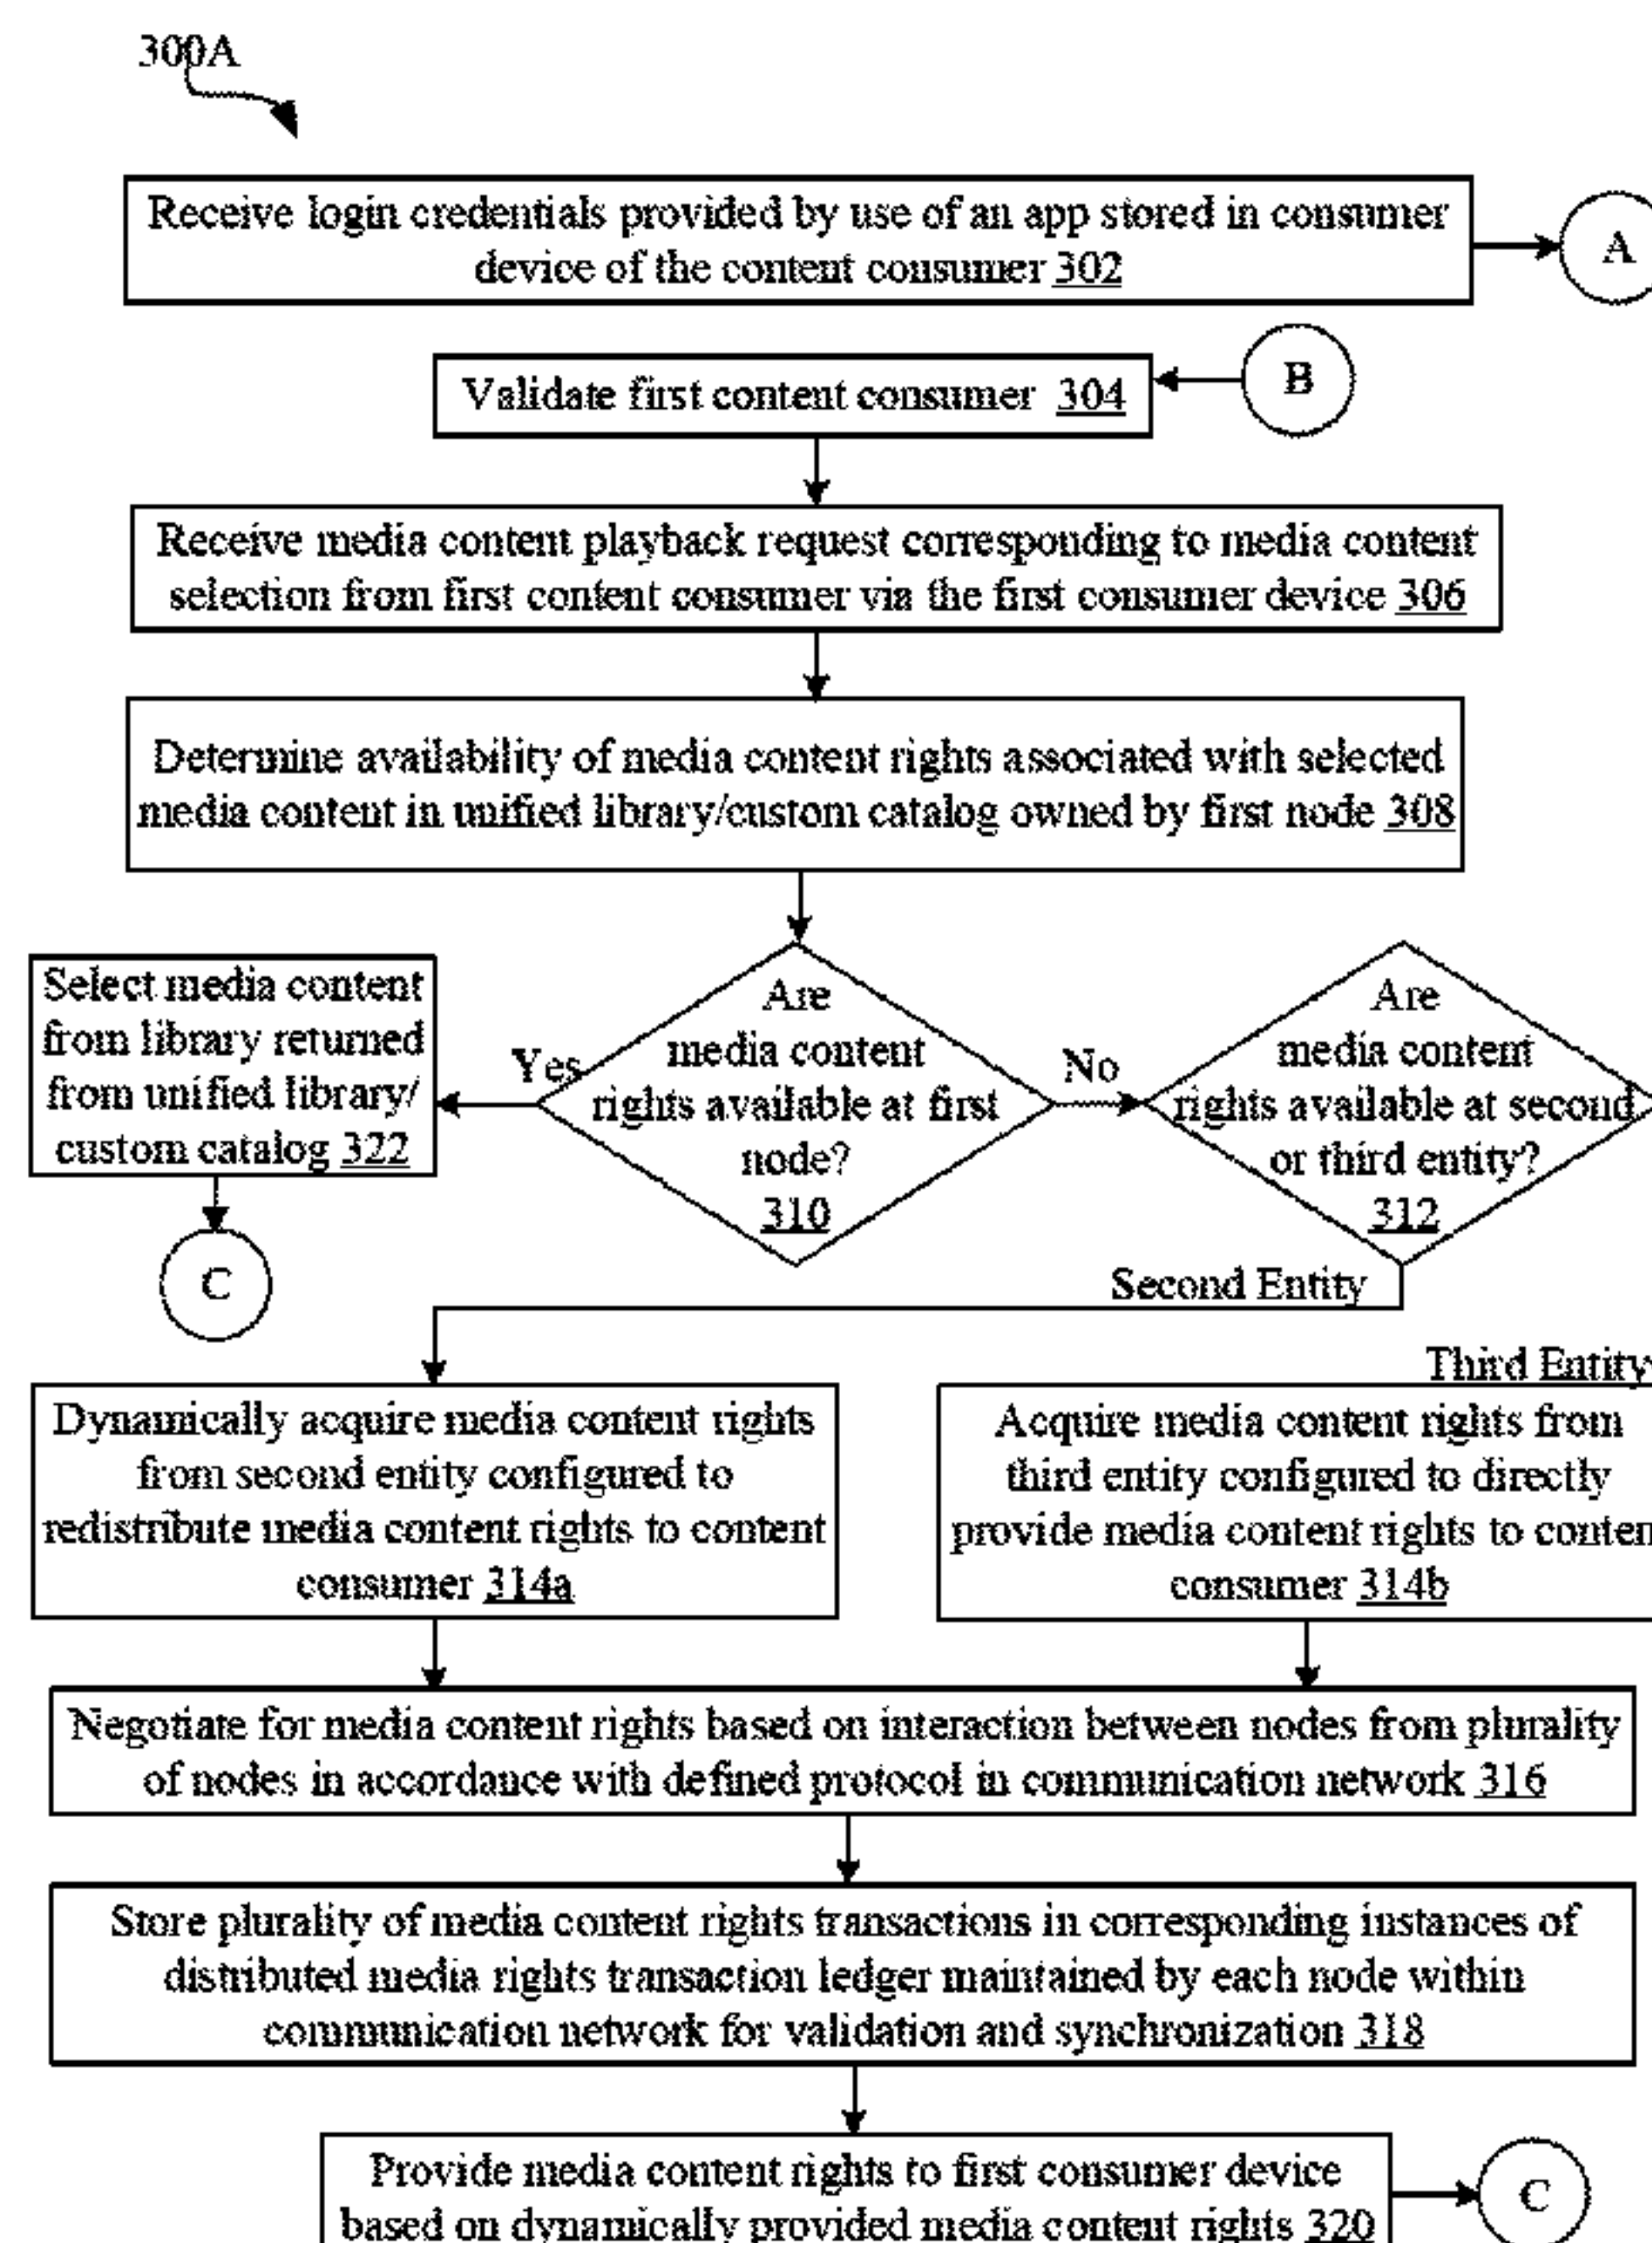 300A
Receive login credentials provided by use of an app stored in consumer
device of the content consumer 302
A
B
Validate first content consumer 304
Receive media content playback request corresponding to media content
selection from first content consumer via the first consumer device 306
Determine availability of media content rights associated with selected
media content in unified library/custom catalog owned by first node 308
Select media content
from library returned
from unified library/
custom catalog 322
Yes
Are
media content
rights available at first
node?
310
No
Are
media content
rights available at second
or third entity?
312
C
Second Entity
Third Entity
Dynamically acquire media content rights
from second entity configured to
redistribute media content rights to content
consumer 314a
Acquire media content rights from
third entity configured to directly
provide media content rights to conten
consumer 314b
Negotiate for media content rights based on interaction between nodes from plurality
of nodes in accordance with defined protocol in communication network 316
Store plurality of media content rights transactions in corresponding instances of
distributed media rights transaction ledger maintained by each node within
communication network for validation and synchronization 318
Provide media content rights to first consumer device
based on dynamically provided media content rights 320
C